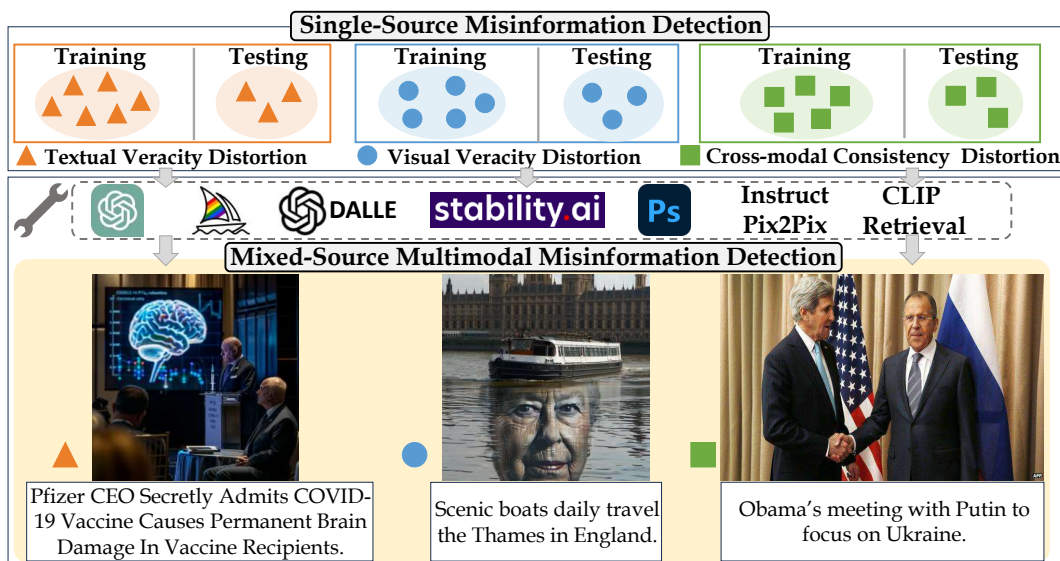 Single-Source Misinformation Detection
Training Testing
Training Testing
Training Testing
Textual Veracity Distortion
Visual Veracity Distortion
Cross-modal Consistency Distortion
DALLE
stability.ai
Ps
Instruct
Pix2Pix
CLIP
Retrieval
Mixed-Source Multimodal Misinformation Detection
Pfizer CEO Secretly Admits COVID-
19 Vaccine Causes Permanent Brain
Damage In Vaccine Recipients.
Scenic boats daily travel
the Thames in England.
AFP
Obama's meeting with Putin to
focus on Ukraine.